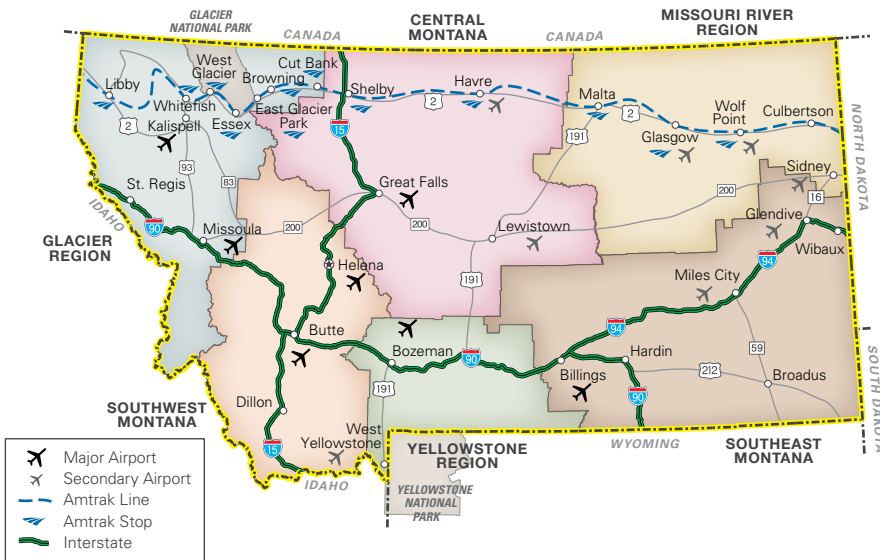 GLACIER
NATIONAL PARK
CANADA
CENTRAL
MONTANA
CANADA
MISSOURI RIVER
REGION
Libby
West
Glacier
Browning
Cut Bank
Shelby
Havre
Malta
Wolf
Point
Culbertson
Whitefish
Kalispell
Essex
East Glacier
Park
Glasgow
2
2
2
15
191
93
83
NORTH DAKOTA
St. Regis
IDAHO
90
Missoula
200
Great Falls
200
Lewistown
200
Sidney
16
Glendive
Wibaux
94
GLACIER
REGION
Helena
191
Miles City
94
Butte
Bozeman
90
Billings
Hardin
90
212
59
Broadus
SOUTH DAKOTA
SOUTHWEST
MONTANA
Dillon
15
191
West
Yellowstone
IDAHO
YELLOWSTONE
REGION
WYOMING
SOUTHEAST
MONTANA
YELLOWSTONE
NATIONAL
PARK
Major Airport
Secondary Airport
Amtrak Line
Amtrak Stop
Interstate